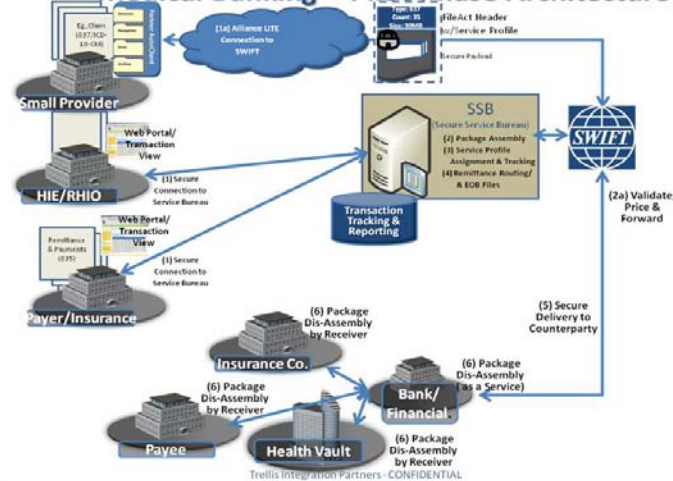 Medical Banking
Architecture
Eg. Claim
(837/ICD-
10-CM)
Small Provider
(1a) Alliance LITE
Connection to
SWIFT
Type: 837
Count: 35
Size: 30MB
FileAct Header
w/Service Profile
Secure Payload
Web Portal/
Transaction
View
HIE/RHIO
(1) Secure
Connection to
Service Bureau
SSB
(Secure Service Bureau)
(2) Package Assembly
(3) Service Profile
Assignment & Tracking
(4) Remittance Routing/
& EOB Files
SWIFT
Transaction
Tracking &
Reporting
(2a) Validate,
Price &
Forward
Web Portal/
Transaction
View
Remittance
& Payments
(835)
Payer/Insurance
(1) Secure
Connection to
Service Bureau
(5) Secure
Delivery to
Counterparty
(6) Package
Dis-Assembly
by Receiver
Insurance Co.
(6) Package
Dis-Assembly
(as a Service)
Bank/
Financial.
(6) Package
Dis-Assembly
by Receiver
Payee
Health Vault
(6) Package
Dis-Assembly
by Receiver
Trellis Integration Partners - CONFIDENTIAL